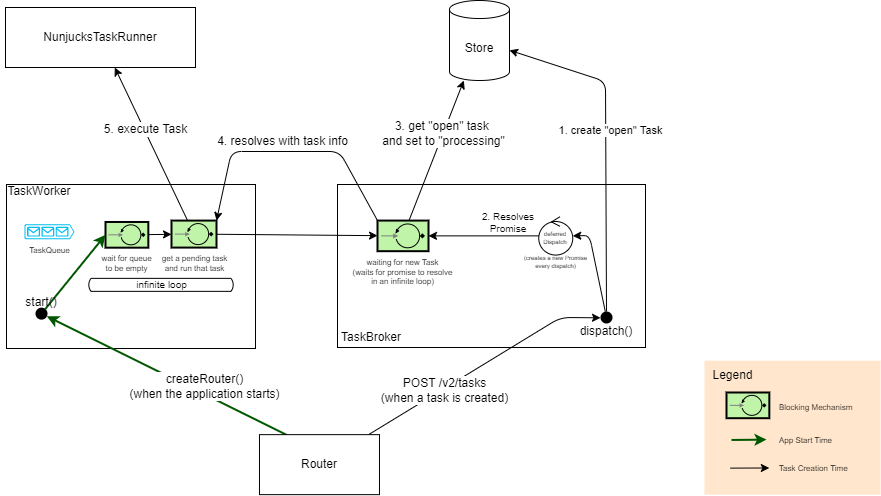 NunjucksTaskRunner
Store
5. execute Task
4. resolves with task info
3. get "open" task
and set to "processing"
1. create "open" Task
TaskWorker
TaskQueue
wait for queue
to be empty
get a pending task
and run that task
infinite loop
start()
waiting for new Task
(waits for promise to resolve
in an infinite loop)
2. Resolves
Promise
deferred
Dispatch
(creates a new Promise
every dispatch)
dispatch()
TaskBroker
createRouter()
(when the application starts)
POST /v2/tasks
(when a task is created)
Router
Legend
Blocking Mechanism
App Start Time
Task Creation Time